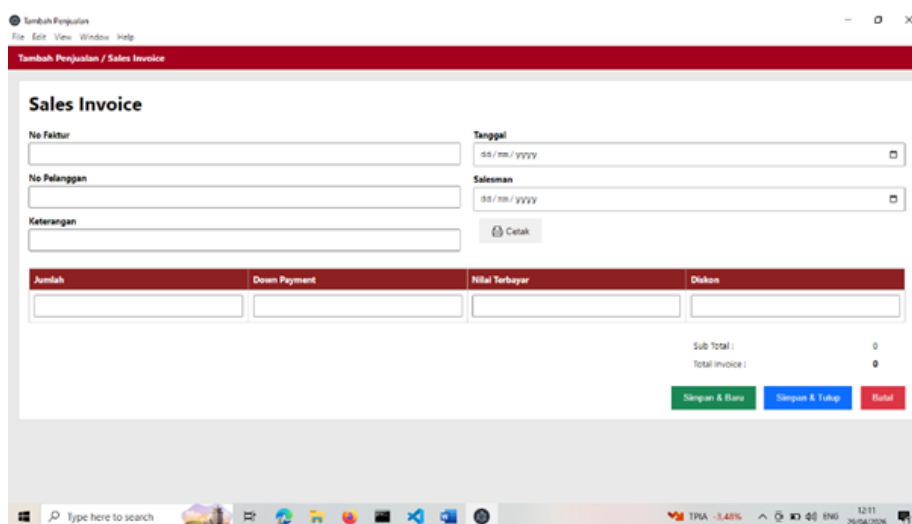 Tambah Penjualan
File Edit View Window Help
Tambah Penjualan / Sales Invoice
Sales Invoice
No Faktur
Tanggal
dd/mm/yyyy
No Pelanggan
Salesman
dd/mm/yyyy
Keterangan
Cetak
Jumlah Down Payment Nilai Terbayar Diskon
Sub Total : 0
Total Invoice : 0
Simpan & Baru Simpan & Tutup Batal
Type here to search
TPIA -3,48% ENG 12:11